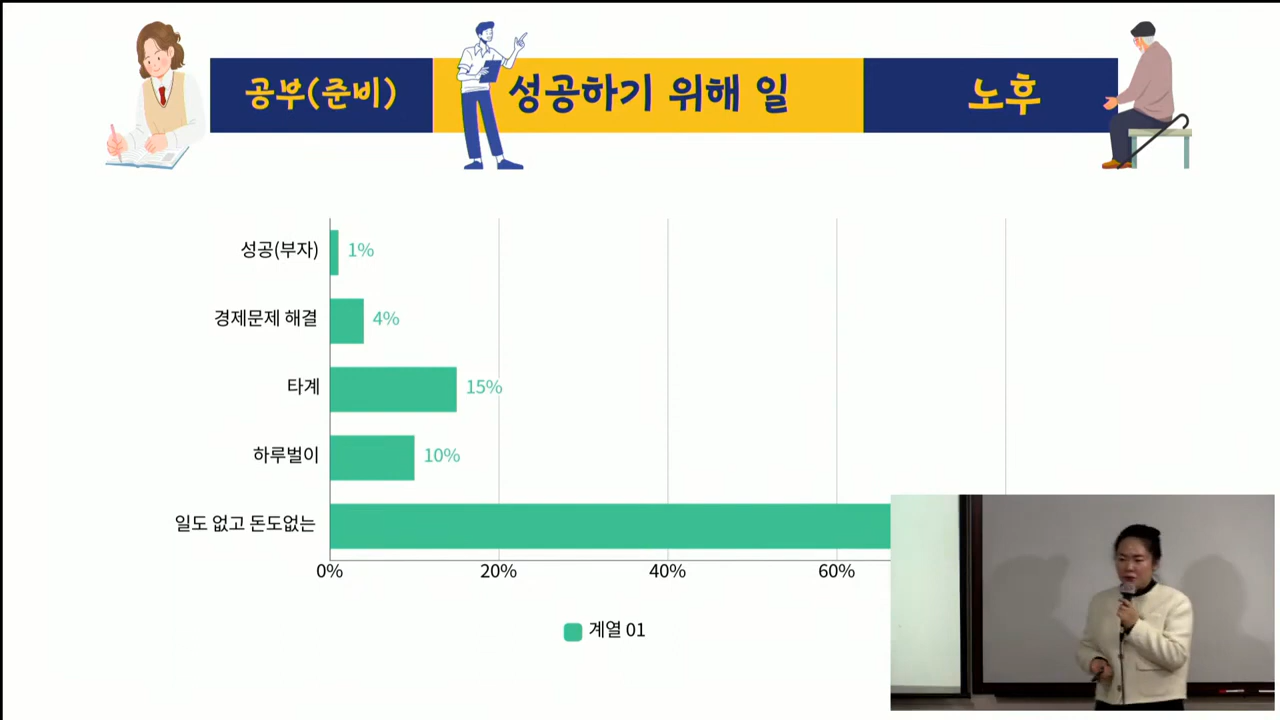 공부(준비)
성공하기 위해 일
노후
성공(부자)
1%
경제문제 해결
4%
타계
15%
하루벌이
10%
일도 없고 돈도없는
0%
20%
40%
60%
계열 01